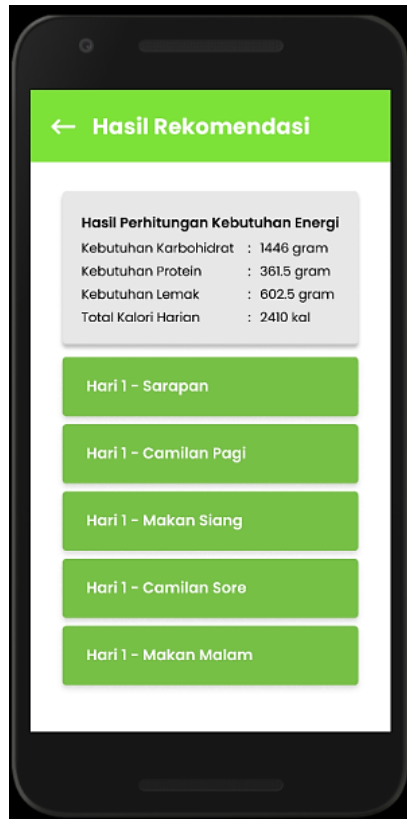 ← Hasil Rekomendasi
Hasil Perhitungan Kebutuhan Energi
Kebutuhan Karbohidrat : 1446 gram
Kebutuhan Protein : 361.5 gram
Kebutuhan Lemak : 602.5 gram
Total Kalori Harian : 2410 kal
Hari 1 - Sarapan
Hari 1 - Camilan Pagi
Hari 1 - Makan Siang
Hari 1 - Camilan Sore
Hari 1 - Makan Malam